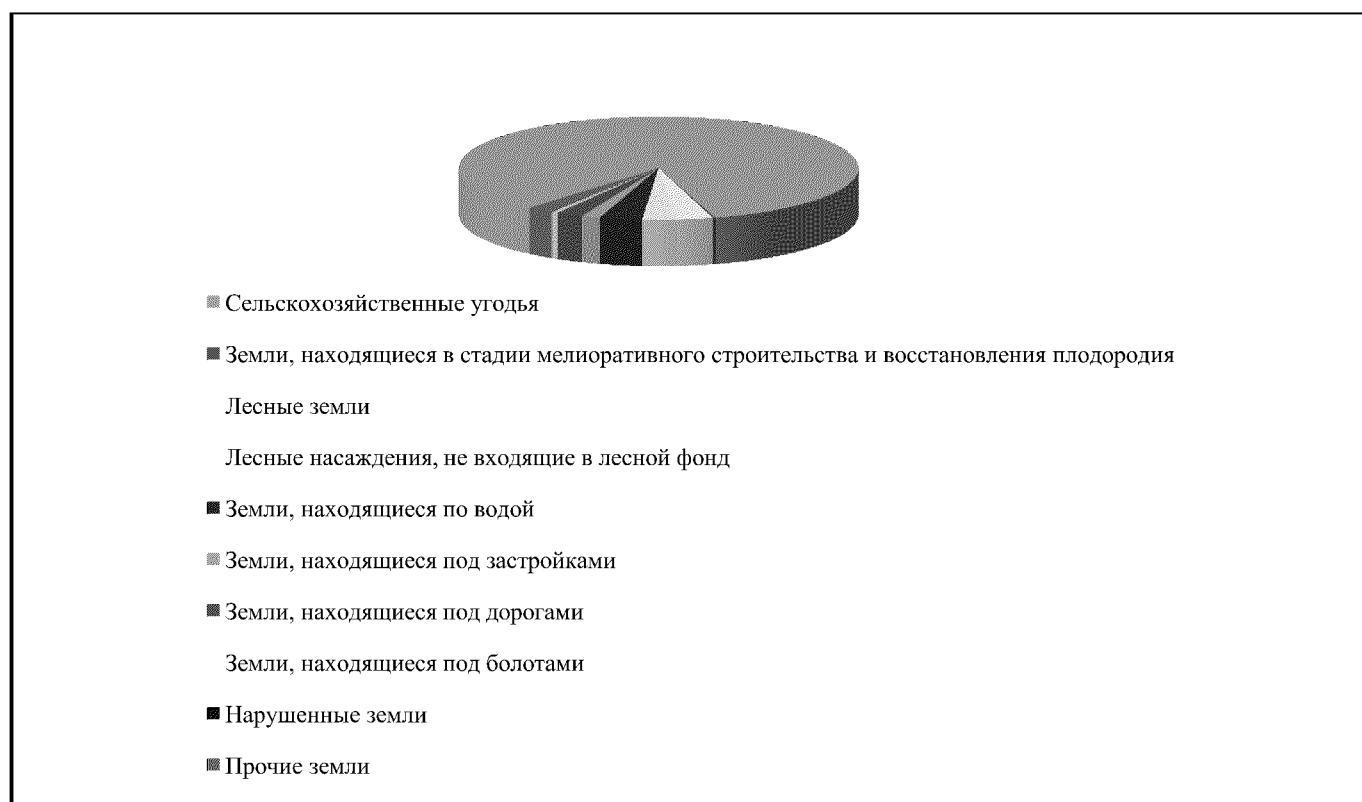 Сельскохозяйственные угодья
Земли, находящиеся в стадии мелиоративного строительства и восстановления плодородия
Лесные земли
Лесные насаждения, не входящие в лесной фонд
Земли, находящиеся по водой
Земли, находящиеся под застройками
Земли, находящиеся под дорогами
Земли, находящиеся под болотами
Нарушенные земли
Прочие земли